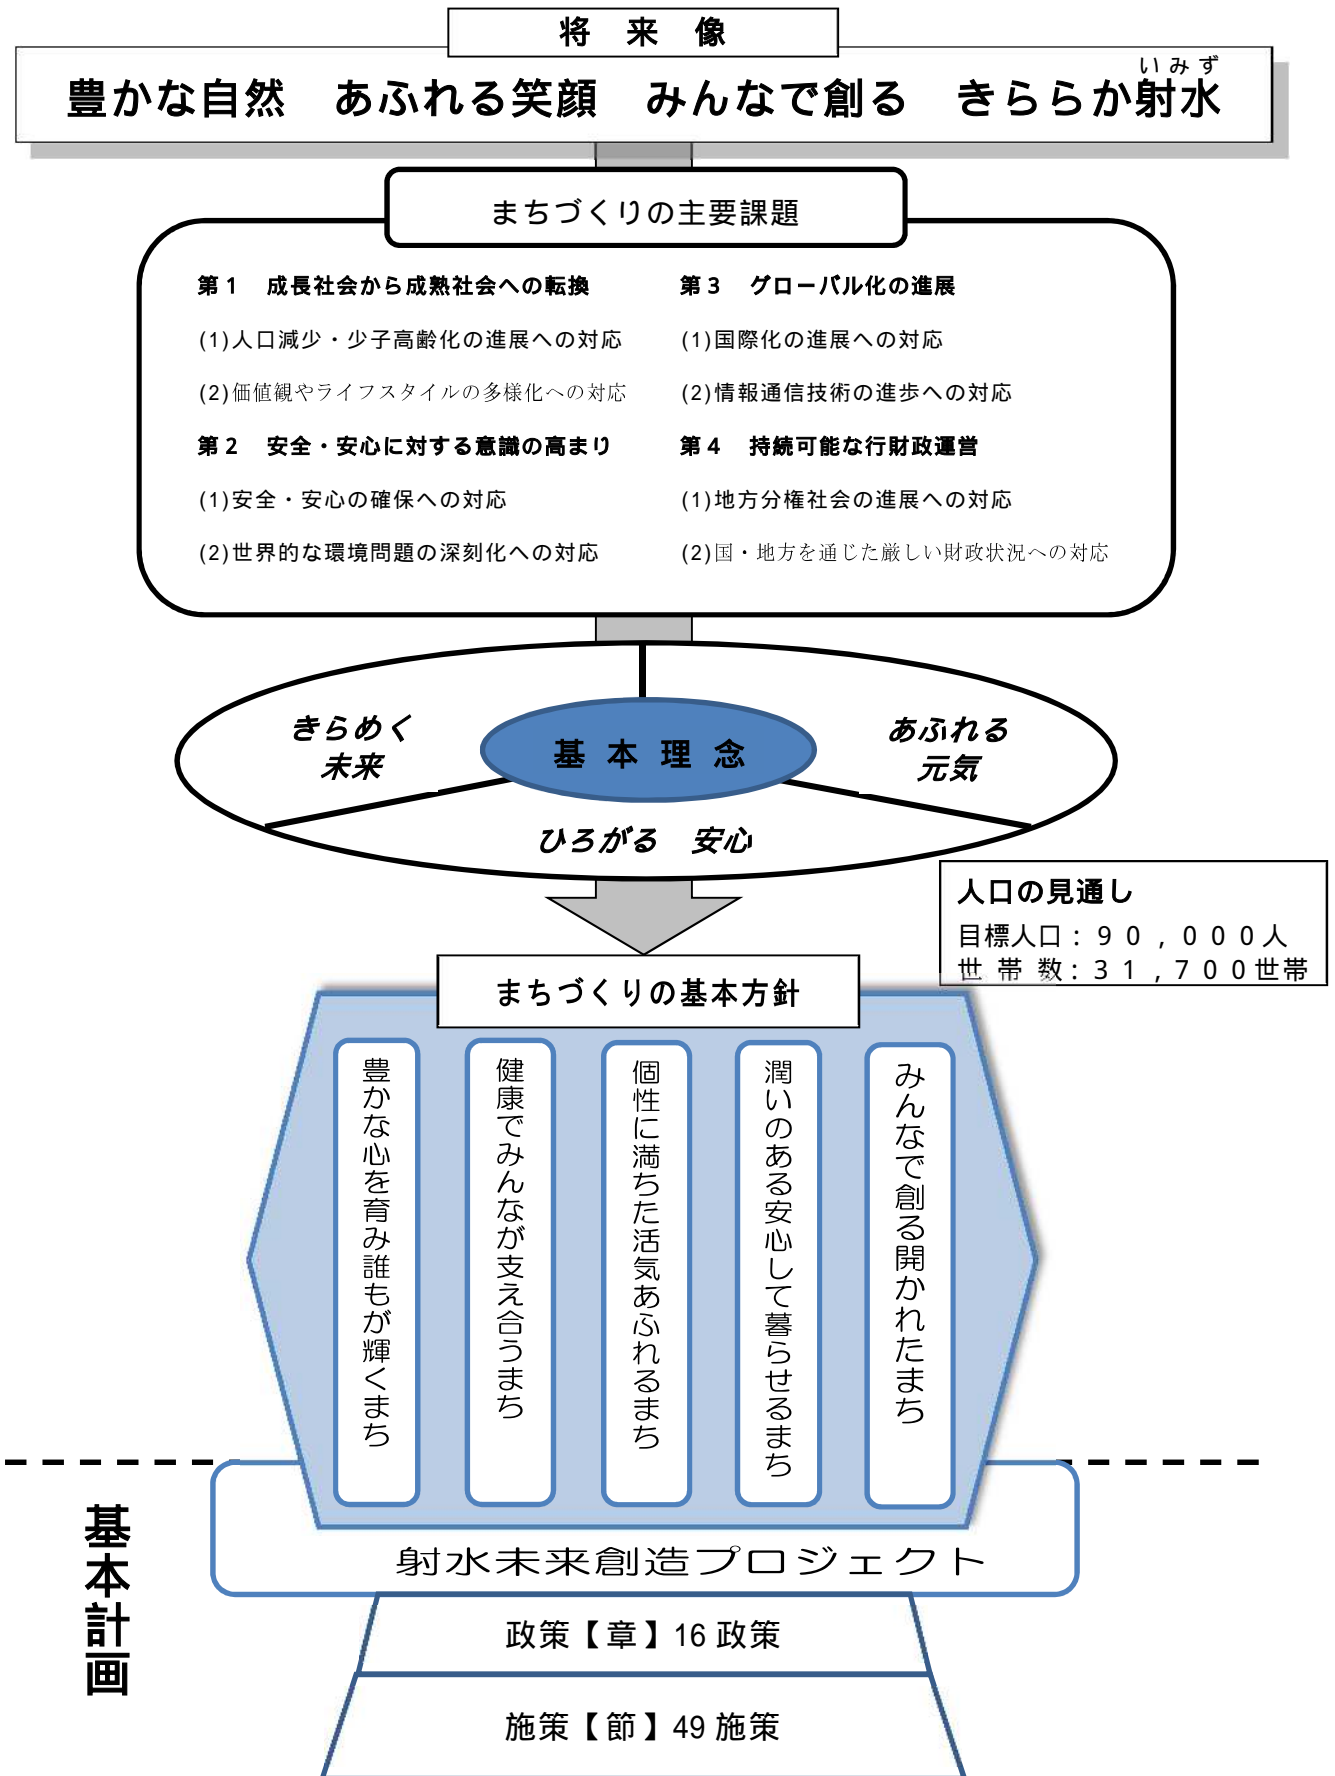 将　来　像
いみず
豊かな自然　あふれる笑顔　みんなで創る　きららか射水
まちづくりの主要課題
第１　成長社会から成熟社会への転換
(1)人口減少・少子高齢化の進展への対応
(2)価値観やライフスタイルの多様化への対応
第２　安全・安心に対する意識の高まり
(1)安全・安心の確保への対応
(2)世界的な環境問題の深刻化への対応
第３　グローバル化の進展
(1)国際化の進展への対応
(2)情報通信技術の進歩への対応
第４　持続可能な行財政運営
(1)地方分権社会の進展への対応
(2)国・地方を通じた厳しい財政状況への対応
きらめく
未来
基 本 理 念
あふれる
元気
ひろがる　安心
人口の見通し
目標人口：９０，０００人
世 帯 数：３１,７００世帯
まちづくりの基本方針
豊かな心を育み誰もが輝くまち
健康でみんなが支え合うまち
個性に満ちた活気あふれるまち
潤いのある安心して暮らせるまち
みんなで創る開かれたまち
基本計画
射水未来創造プロジェクト
政策【章】16 政策
施策【節】49 施策